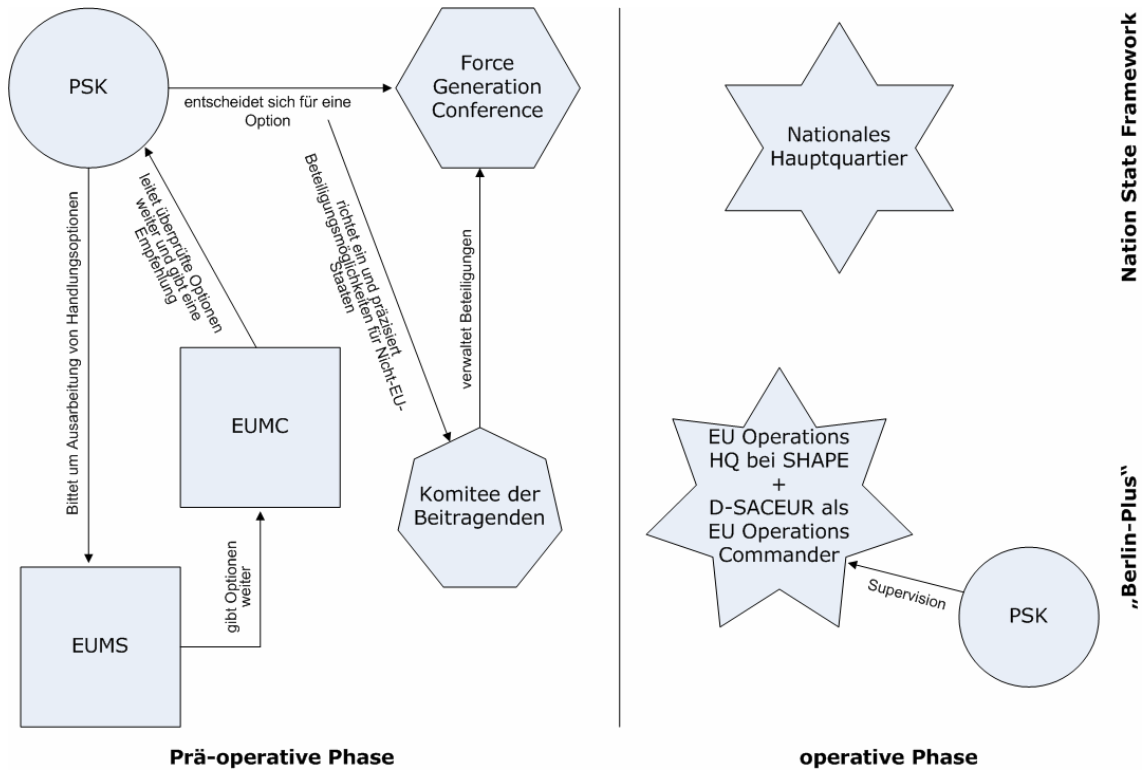 PSK
entscheidet sich für eine
Option
Force
Generation
Conference
Bittet um Ausarbeitung von Handlungsoptionen
leitet überprüfte Optionen
weiter und gibt eine
Empfehlung
richtet ein und präzisiert
Beteiligungsmöglichkeiten für Nicht-EU-
Staaten
verwaltet Beteiligungen
EUMC
Komitee der
Beitragenden
gibt Optionen
weiter
EUMS
Prä-operative Phase
Nationales
Hauptquartier
Nation State Framework
EU Operations
HQ bei SHAPE
+
D-SACEUR als
EU Operations
Commander
Supervision
PSK
„Berlin-Plus“
operative Phase